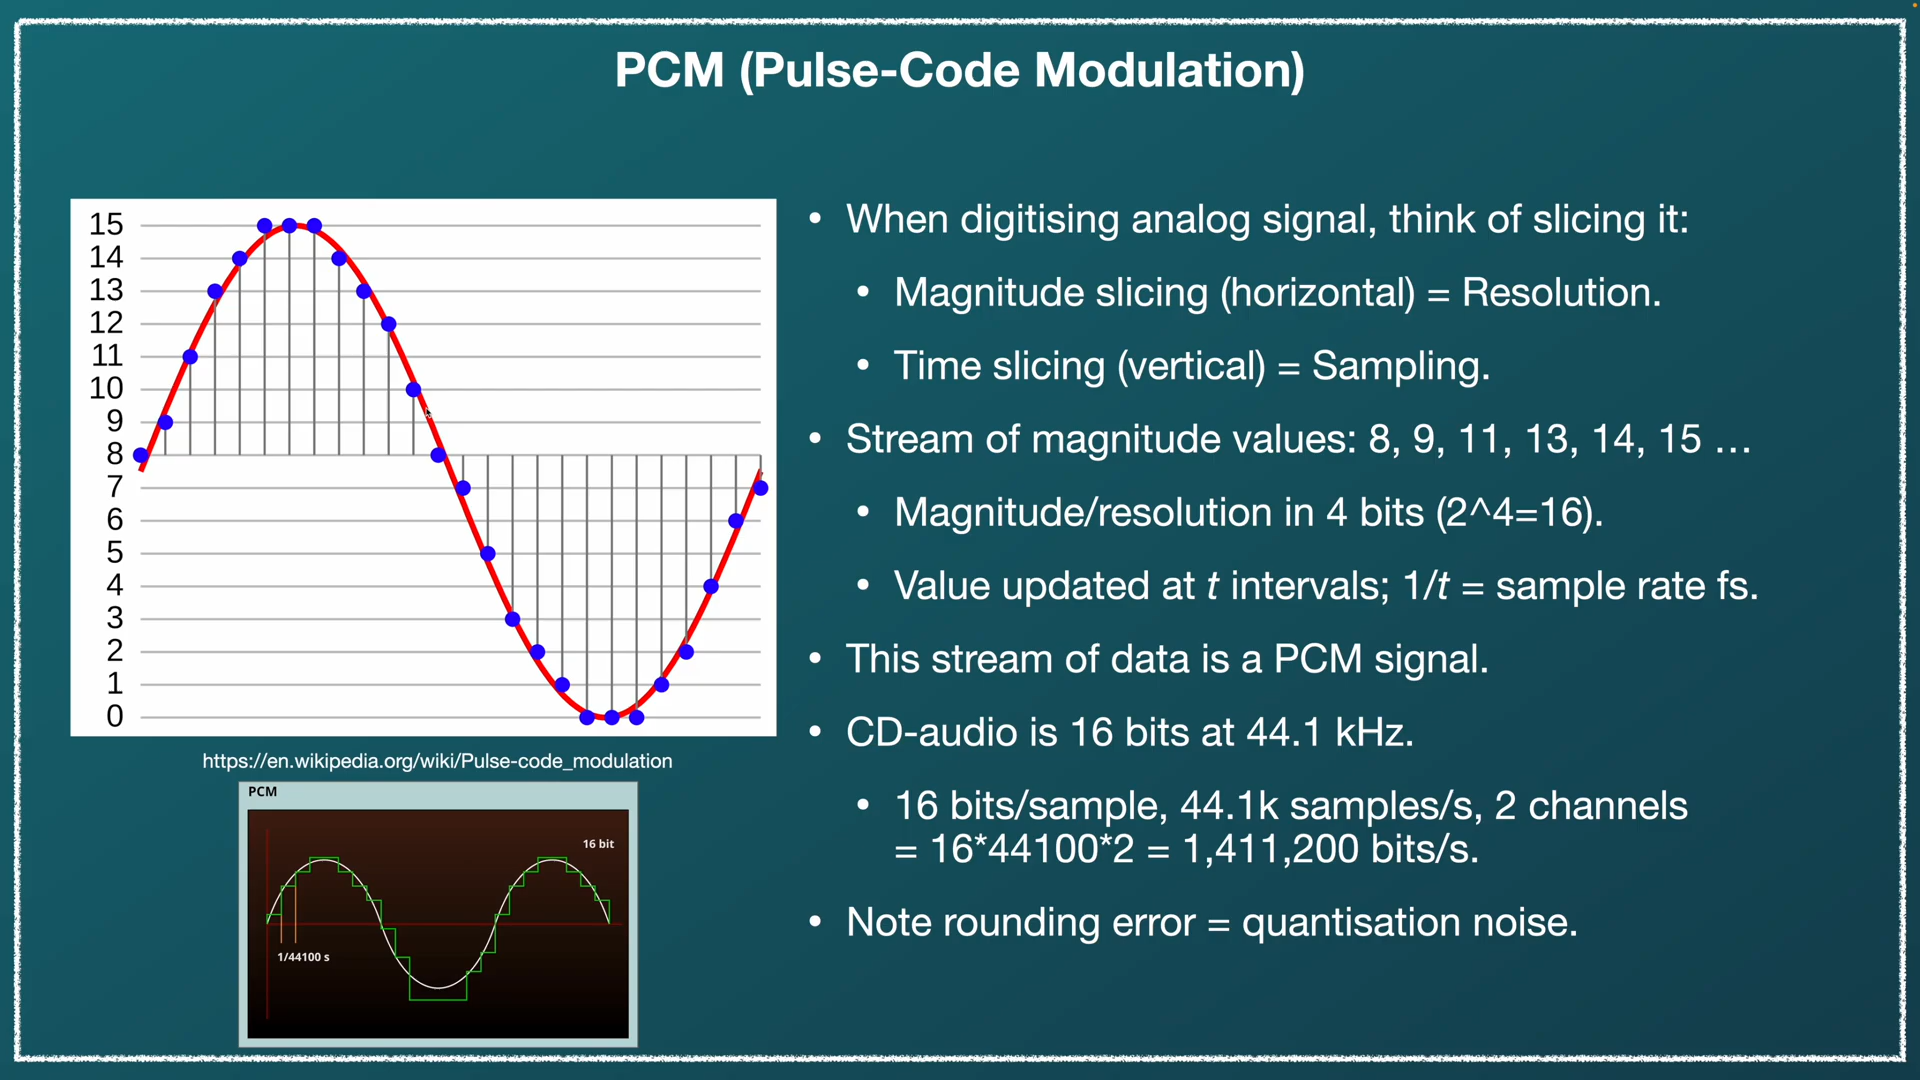 PCM (Pulse-Code Modulation)
15
14
13
12
11
10
9
8
7
6
5
4
3
2
1
0
https://en.wikipedia.org/wiki/Pulse-code_modulation
PCM
16 bit
1/44100 s
• When digitising analog signal, think of slicing it:
• Magnitude slicing (horizontal) = Resolution.
• Time slicing (vertical) = Sampling.
• Stream of magnitude values: 8, 9, 11, 13, 14, 15 …
• Magnitude/resolution in 4 bits (2^4=16).
• Value updated at t intervals; 1/t = sample rate fs.
• This stream of data is a PCM signal.
• CD-audio is 16 bits at 44.1 kHz.
• 16 bits/sample, 44.1k samples/s, 2 channels
= 16*44100*2 = 1,411,200 bits/s.
• Note rounding error = quantisation noise.